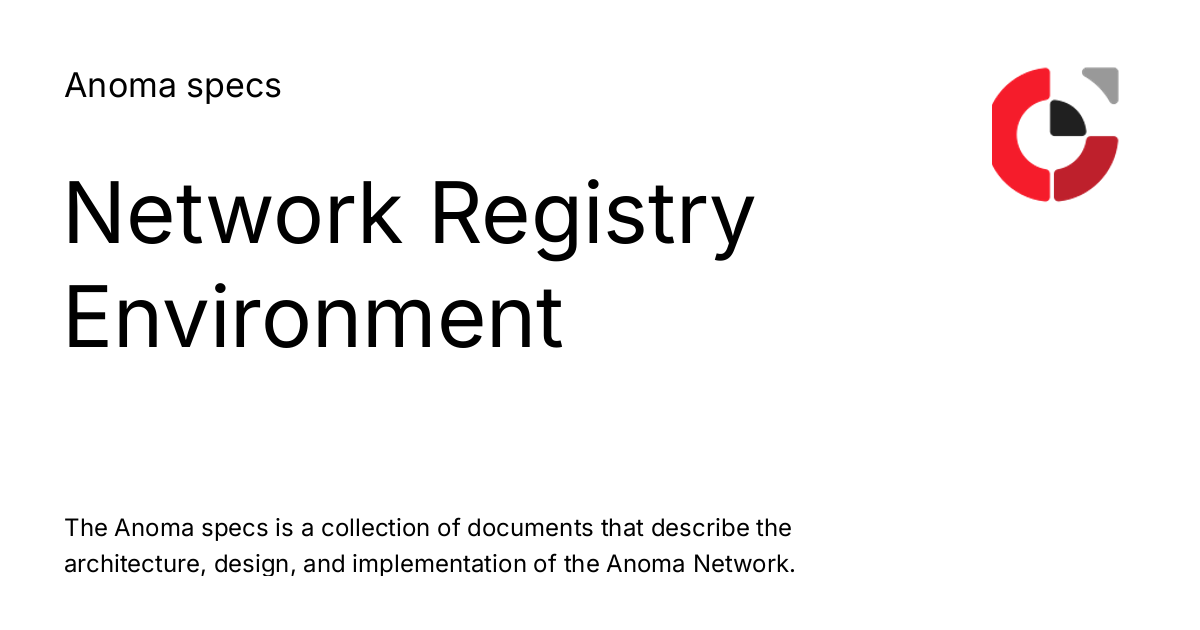 Anoma specs
Network Registry
Environment
The Anoma specs is a collection of documents that describe the
architecture, design, and implementation of the Anoma Network.